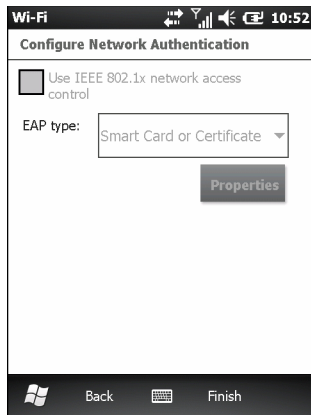 Wi-Fi 10:52
Configure Network Authentication
Use IEEE 802.1x network access
control
EAP type:
Smart Card or Certificate
Properties
Back Finish